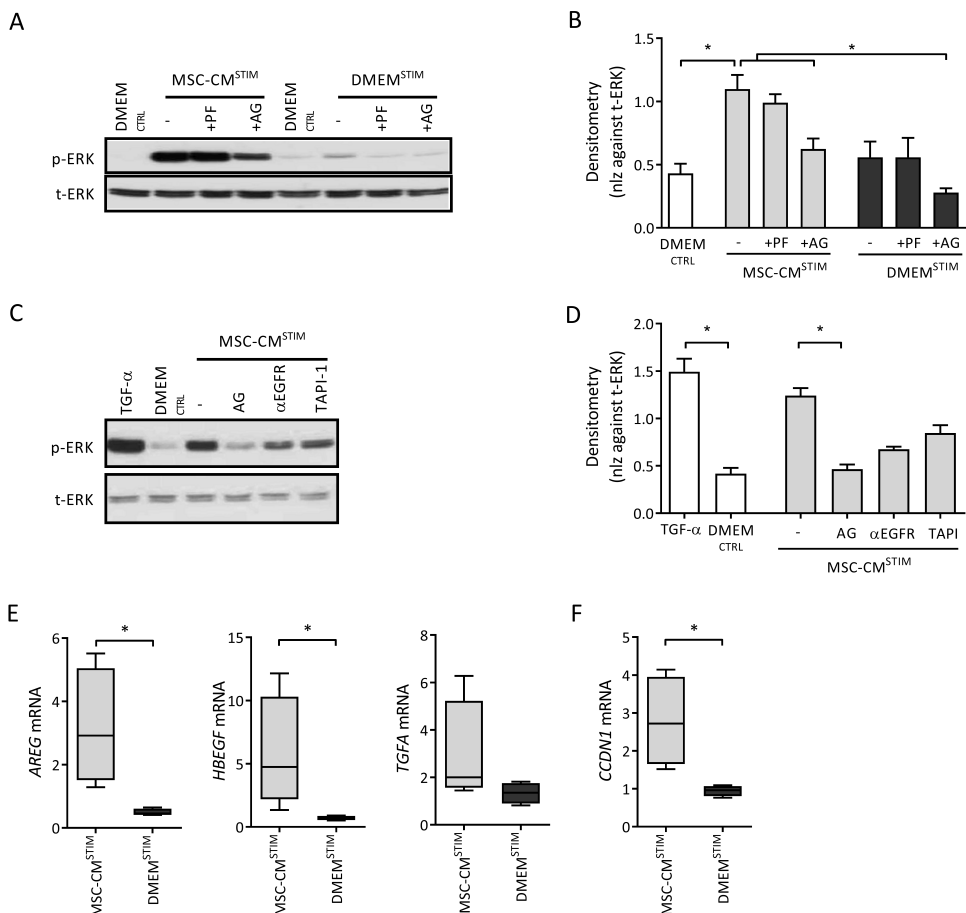 A
MSC-CM^STIM
DMEM^STIM
DMEM CTRL
-
+PF
+AG
DMEM CTRL
-
+PF
+AG
p-ERK
t-ERK
B
Densitometry
(nlz against t-ERK)
1.5
1.0
0.5
0.0
*
*
DMEM
CTRL
- +PF +AG
- +PF +AG
MSC-CM^STIM
DMEM^STIM
C
MSC-CM^STIM
TGF-α
DMEM CTRL
-
AG
αEGFR
TAPI-1
p-ERK
t-ERK
D
Densitometry
(nlz against t-ERK)
2.0
1.5
1.0
0.5
0.0
*
*
TGF-α DMEM
CTRL
- AG αEGFR TAPI
MSC-CM^STIM
E
AREG mRNA
6
4
2
0
*
MSC-CM^STIM
DMEM^STIM
HBEGF mRNA
15
10
5
0
*
MSC-CM^STIM
DMEM^STIM
TGFA mRNA
8
6
4
2
0
MSC-CM^STIM
DMEM^STIM
F
CCDN1 mRNA
5
4
3
2
1
0
*
MSC-CM^STIM
DMEM^STIM